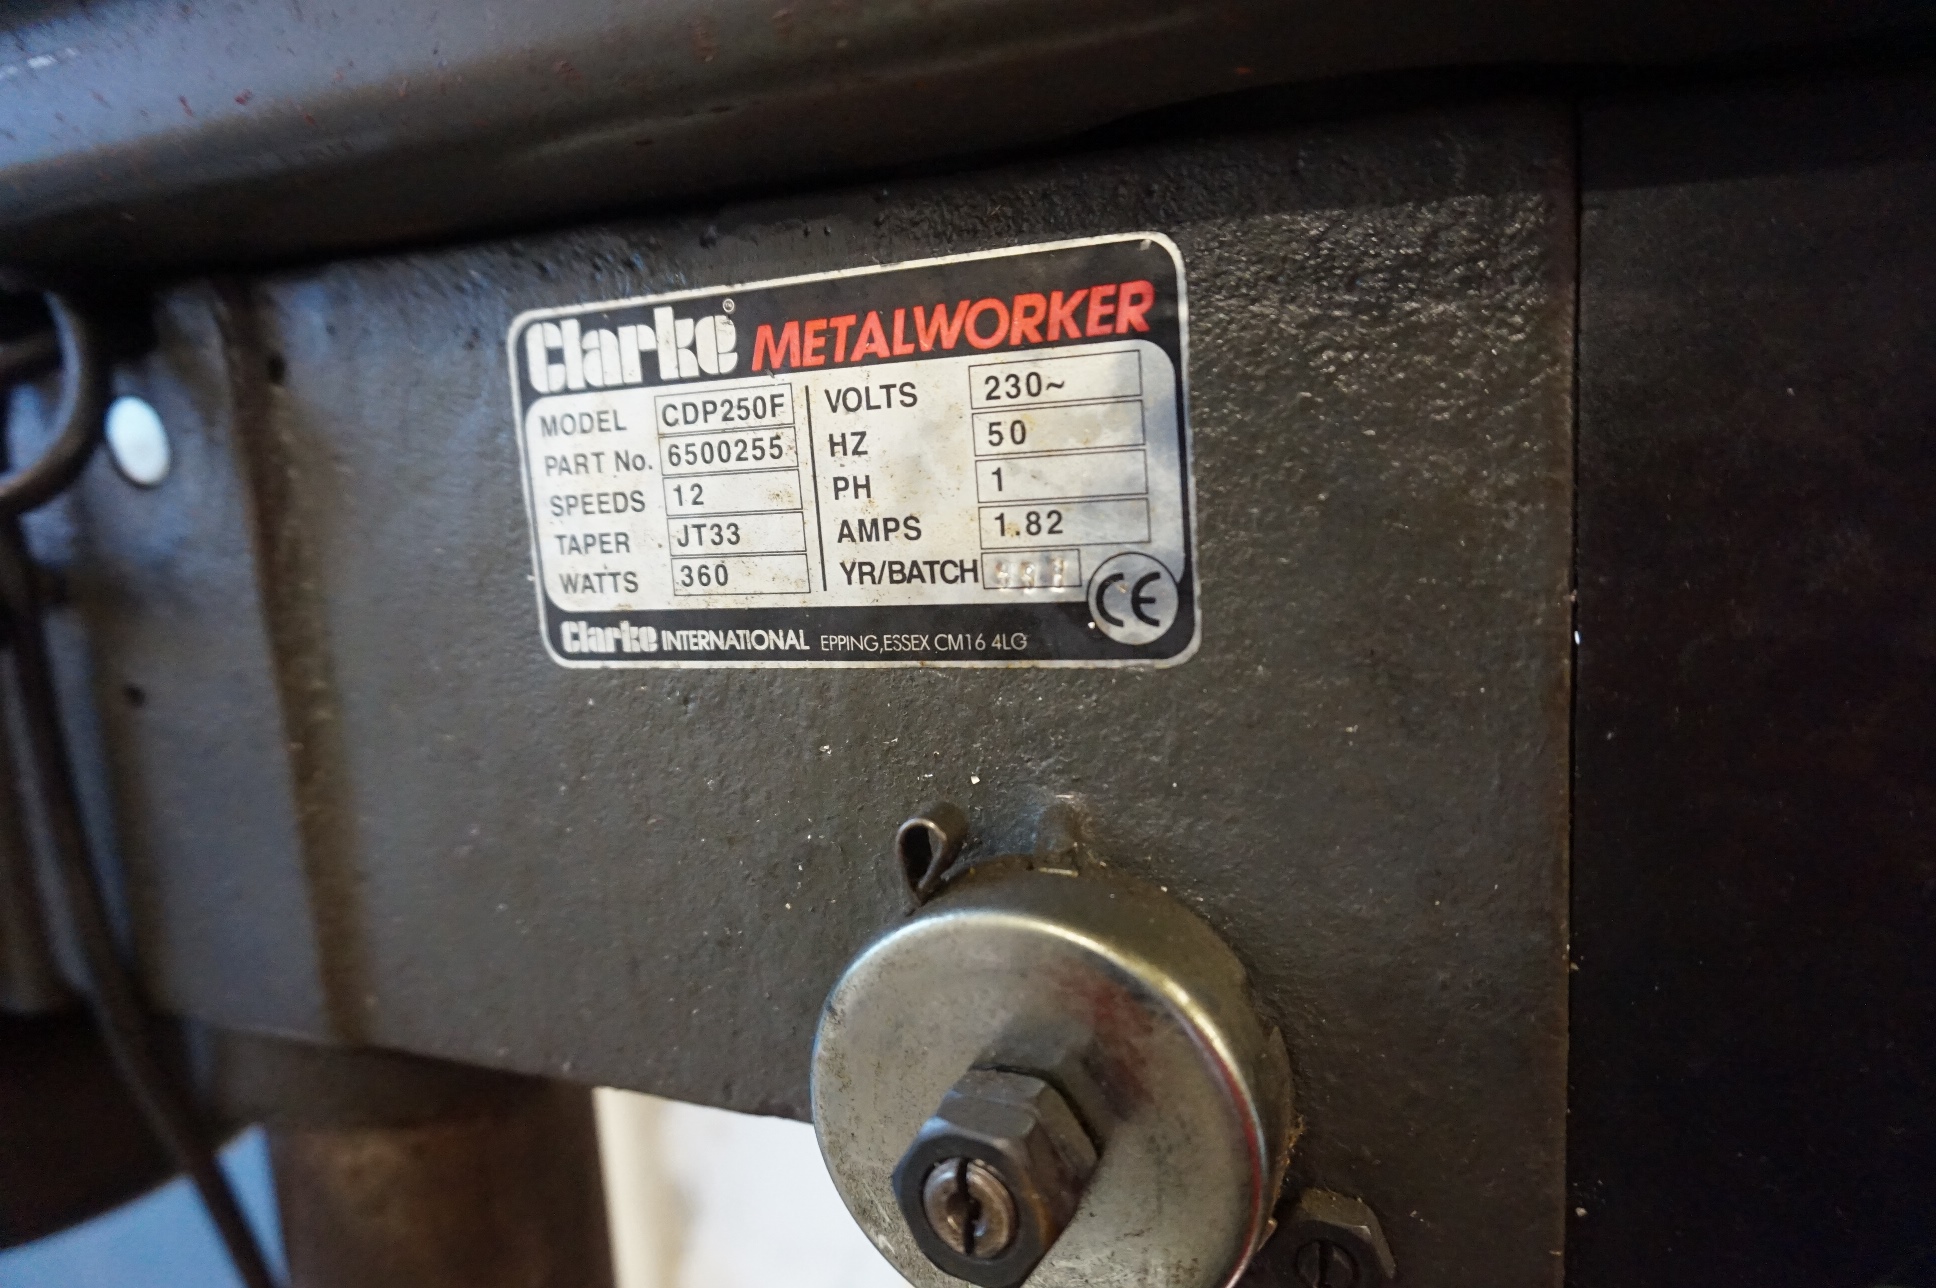 Clarke® METALWORKER
MODEL CDP250F
PART No. 6500255
SPEEDS 12
TAPER JT33
WATTS 360
VOLTS 230~
HZ 50
PH 1
AMPS 1.82
YR/BATCH
CE
Clarke INTERNATIONAL EPPING, ESSEX CM16 4LG